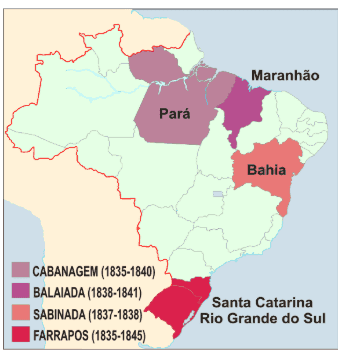 Maranhão
Pará
Bahia
CABANAGEM (1835-1840)
BALAIADA (1838-1841)
SABINADA (1837-1838)
FARRAPOS (1835-1845)
Santa Catarina
Rio Grande do Sul